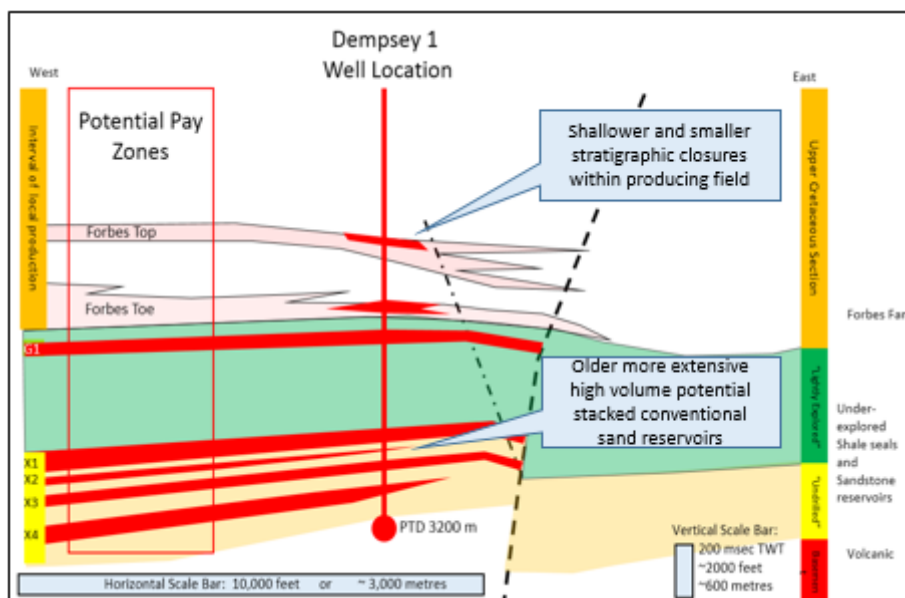 Dempsey 1
Well Location
West
East
Interval of local production
Potential Pay
Zones
Shallower and smaller
stratigraphic closures
within producing field
Upper Cretaceous Section
Forbes Top
Forbes Toe
Forbes Fan
G1
Older more extensive
high volume potential
stacked conventional
sand reservoirs
"Lightly Explored"
Under-
explored
Shale seals
and
Sandstone
reservoirs
X1
X2
X3
X4
"Undrilled"
PTD 3200 m
Vertical Scale Bar:
200 msec TWT
~2000 feet
~600 metres
Volcanic
Horizontal Scale Bar: 10,000 feet or ~ 3,000 metres